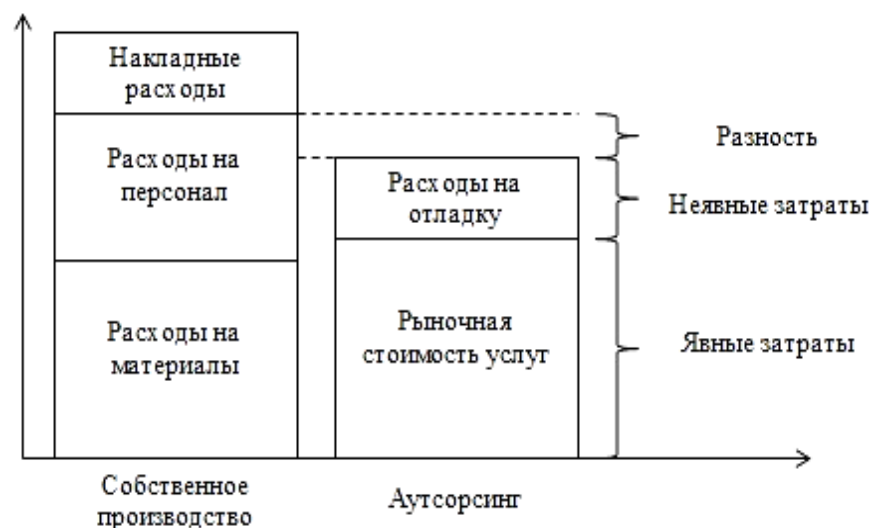 Накладные
расходы
Расходы на
персонал
Расходы на
материалы
Расходы на
отладку
Рыночная
стоимость услуг
Разность
Неявные затраты
Явные затраты
Собственное
производство
Аутсорсинг